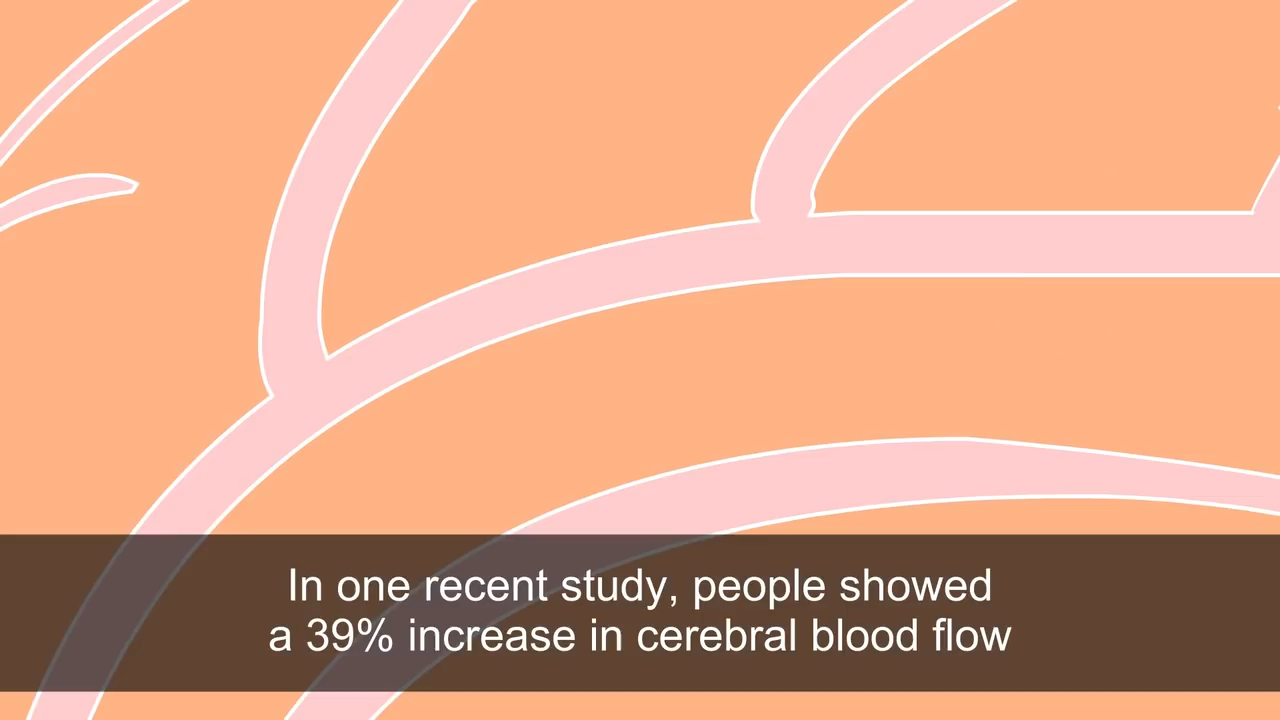 In one recent study, people showed
a 39% increase in cerebral blood flow